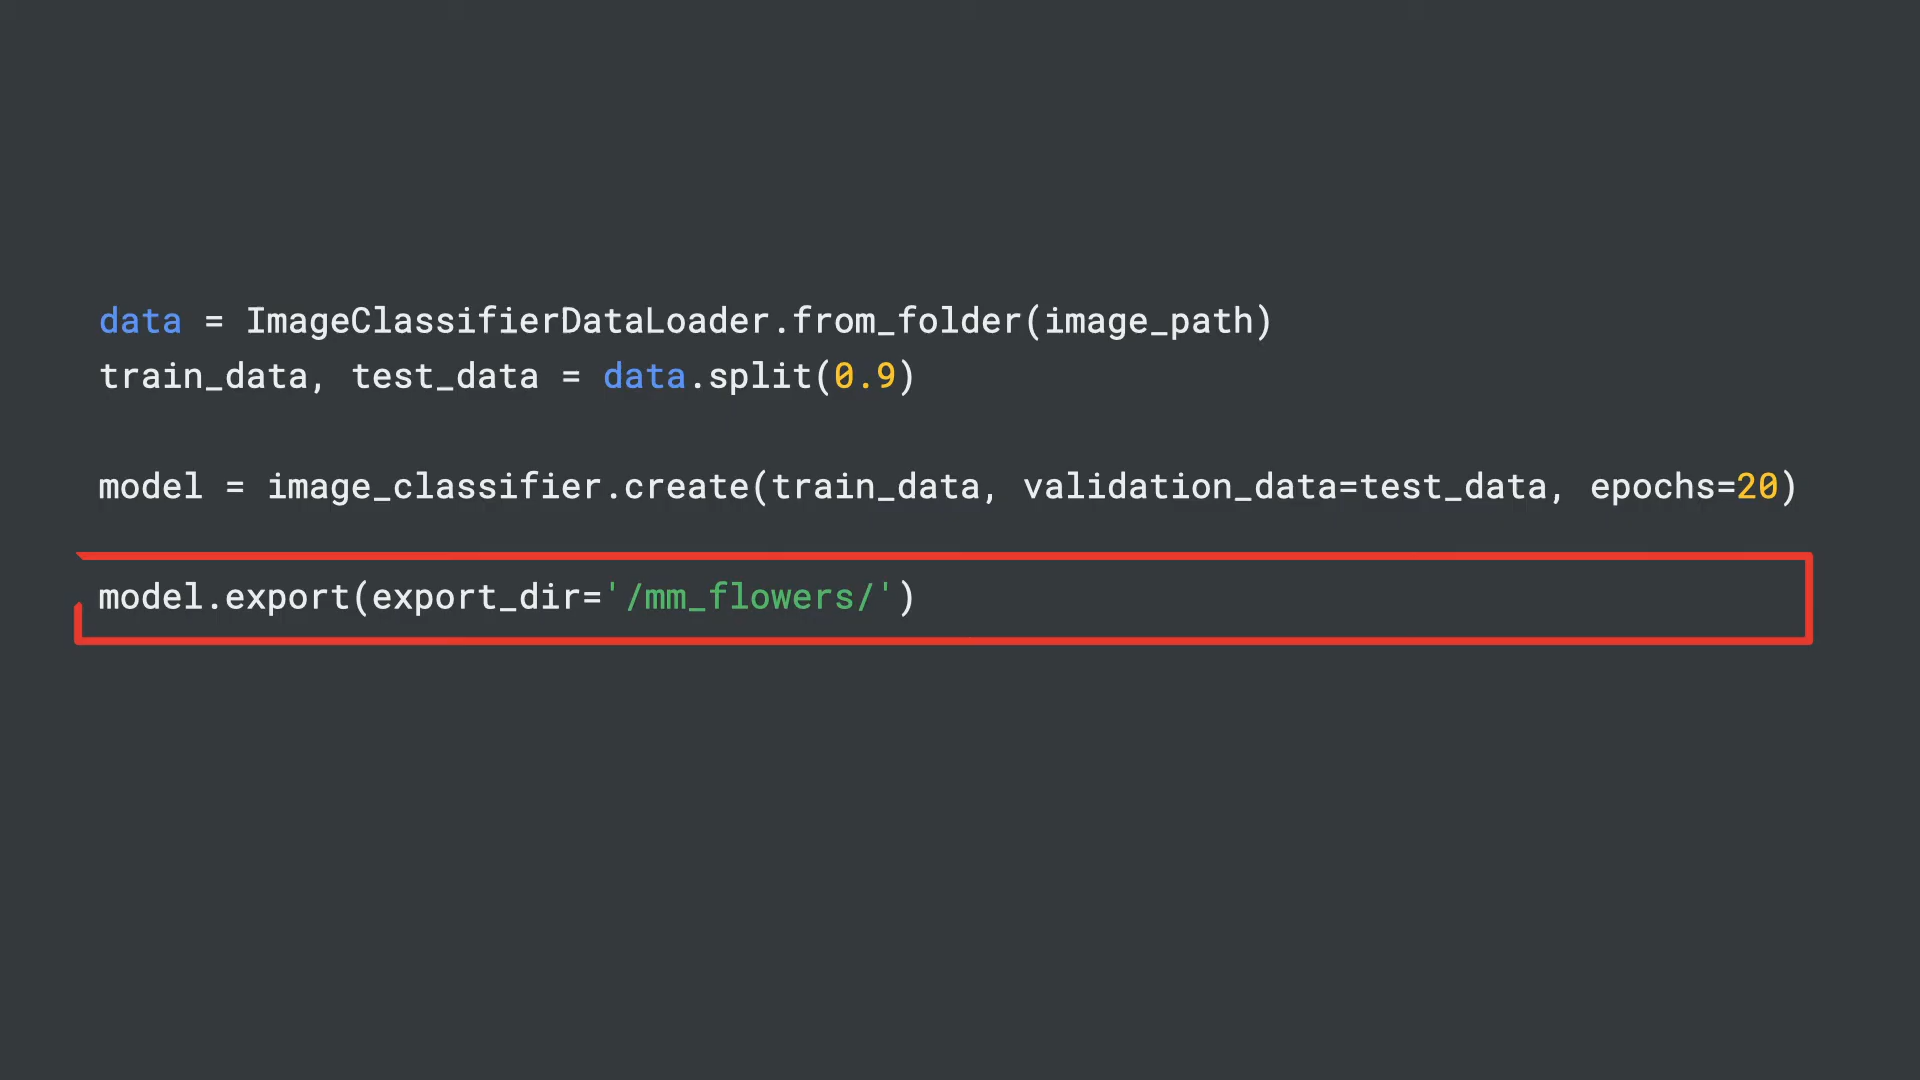 data = ImageClassifierDataLoader.from_folder(image_path)
train_data, test_data = data.split(0.9)
model = image_classifier.create(train_data, validation_data=test_data, epochs=20)
model.export(export_dir='/mm_flowers/')